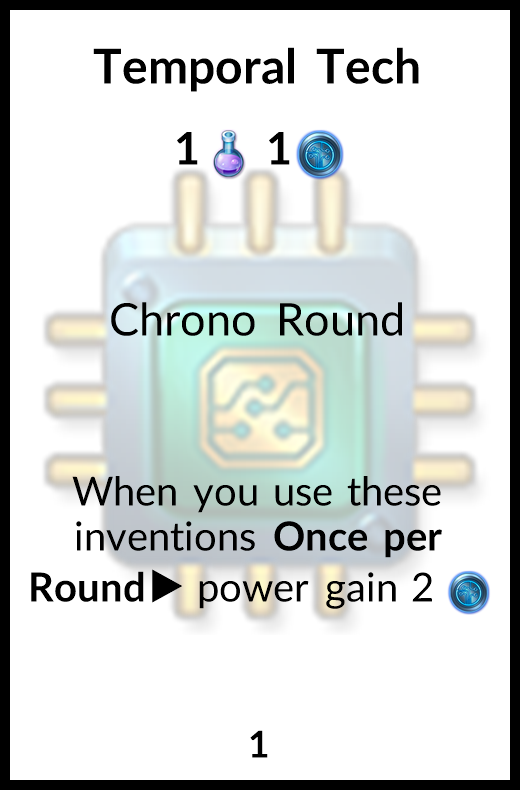 Temporal Tech
1 1
Chrono Round
When you use these
inventions Once per
Round▶ power gain 2
1